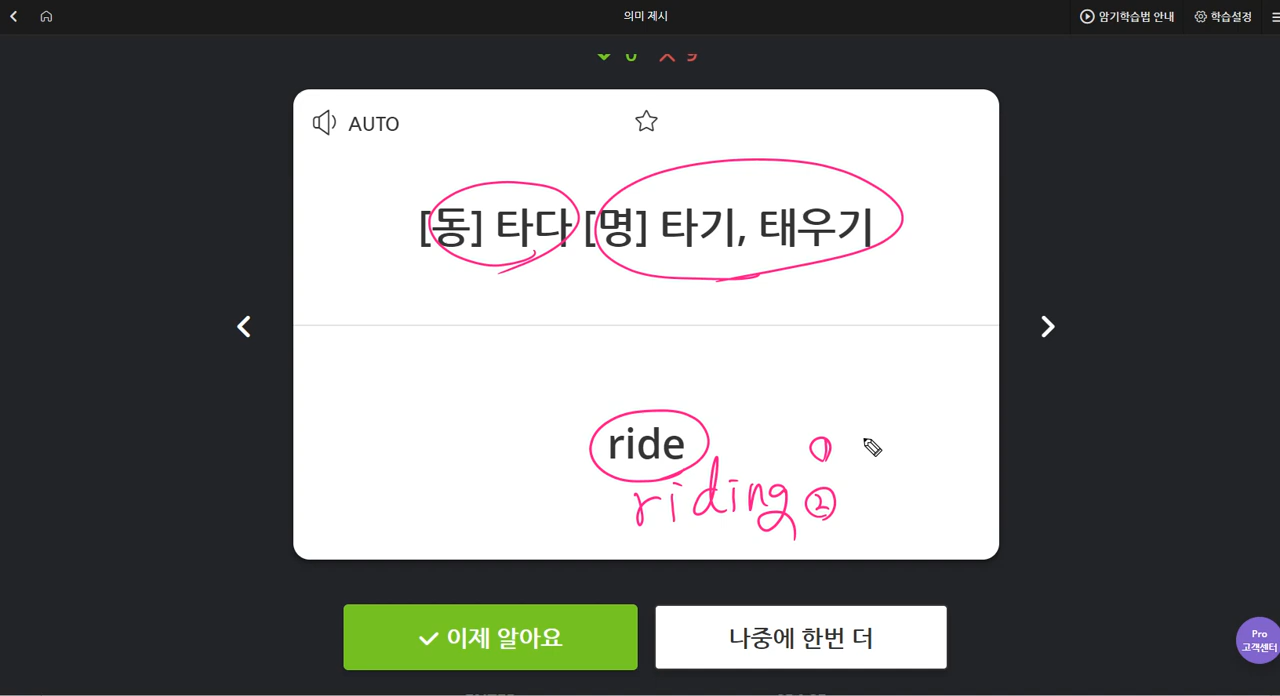 의미 제시
암기학습법 안내
학습설정
AUTO
[동] 타다 [명] 타기, 태우기
ride
①
riding ②
이제 알아요
나중에 한번 더
Pro
고객센터